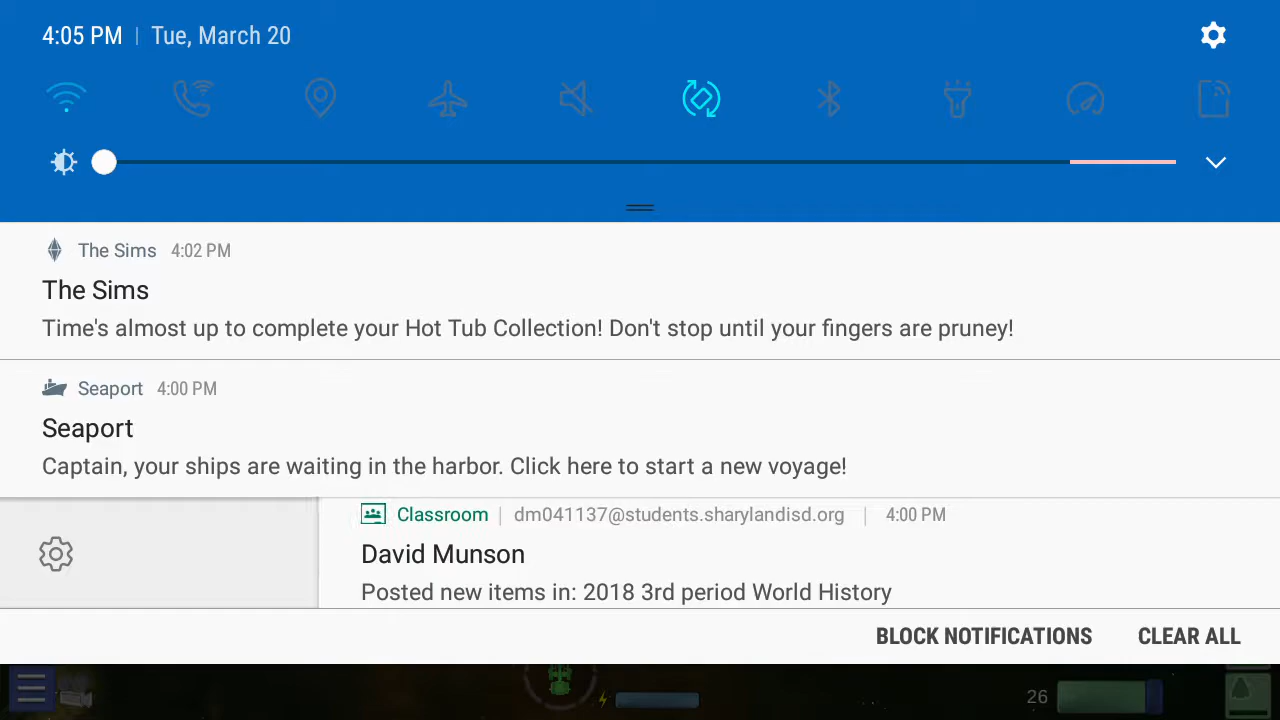 4:05 PM | Tue, March 20
The Sims 4:02 PM
The Sims
Time's almost up to complete your Hot Tub Collection! Don't stop until your fingers are pruney!
Seaport 4:00 PM
Seaport
Captain, your ships are waiting in the harbor. Click here to start a new voyage!
Classroom | dm041137@students.sharylandisd.org | 4:00 PM
David Munson
Posted new items in: 2018 3rd period World History
BLOCK NOTIFICATIONS CLEAR ALL
26